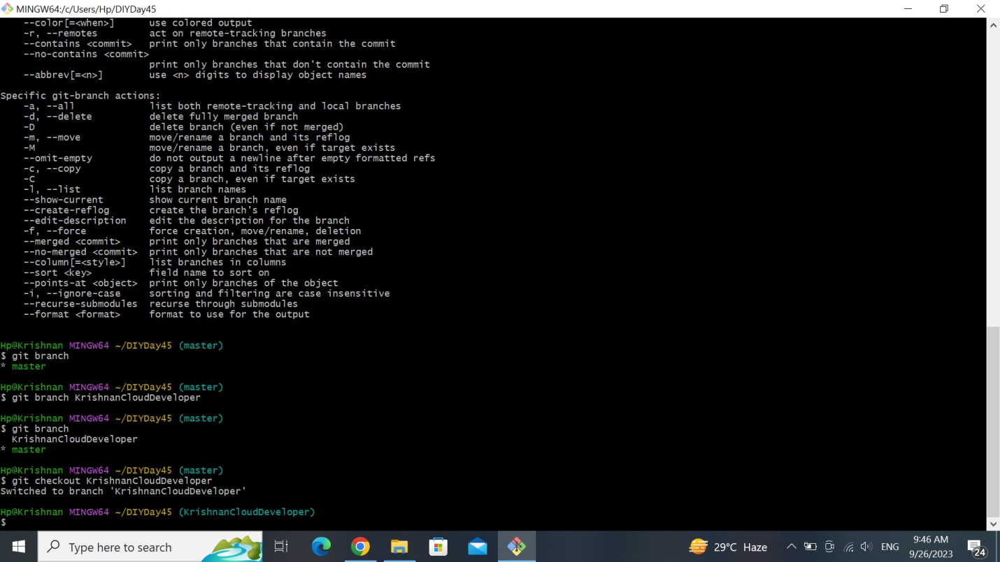 MINGW64:/c/Users/Hp/DIYDay45
--color[=<when>] use colored output
-r, --remotes act on remote-tracking branches
--contains <commit> print only branches that contain the commit
--no-contains <commit>
print only branches that don't contain the commit
--abbrev[=<n>] use <n> digits to display object names
Specific git-branch actions:
-a, --all list both remote-tracking and local branches
-d, --delete delete fully merged branch
-D delete branch (even if not merged)
-m, --move move/rename a branch and its reflog
-M move/rename a branch, even if target exists
--omit-empty do not output a newline after empty formatted refs
-c, --copy copy a branch and its reflog
-C copy a branch, even if target exists
-l, --list list branch names
--show-current show current branch name
--create-reflog create the branch's reflog
--edit-description edit the description for the branch
-f, --force force creation, move/rename, deletion
--merged <commit> print only branches that are merged
--no-merged <commit> print only branches that are not merged
--column[=<style>] list branches in columns
--sort <key> field name to sort on
--points-at <object> print only branches of the object
-i, --ignore-case sorting and filtering are case insensitive
--recurse-submodules recurse through submodules
--format <format> format to use for the output
Hp@Krishnan MINGW64 ~/DIYDay45 (master)
$ git branch
* master
Hp@Krishnan MINGW64 ~/DIYDay45 (master)
$ git branch KrishnanCloudDeveloper
Hp@Krishnan MINGW64 ~/DIYDay45 (master)
$ git branch
KrishnanCloudDeveloper
* master
Hp@Krishnan MINGW64 ~/DIYDay45 (master)
$ git checkout KrishnanCloudDeveloper
Switched to branch 'KrishnanCloudDeveloper'
Hp@Krishnan MINGW64 ~/DIYDay45 (KrishnanCloudDeveloper)
$
Type here to search
29°C Haze
ENG
9:46 AM
9/26/2023
24